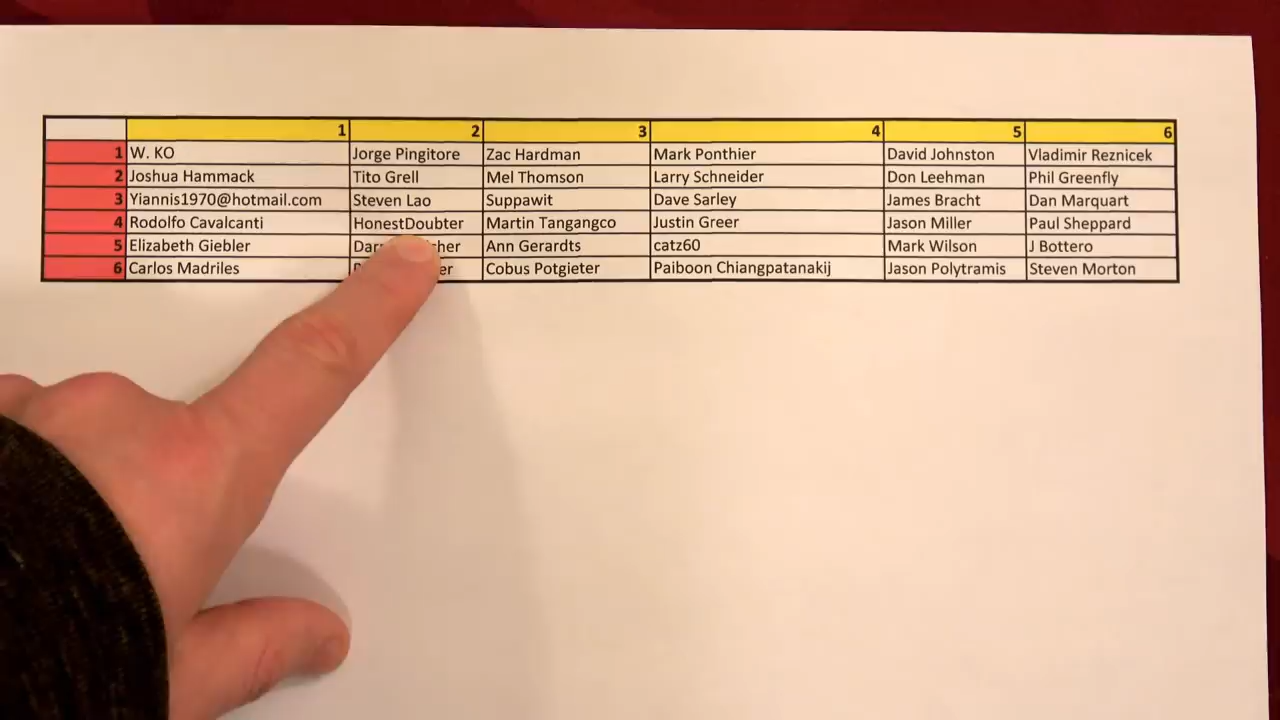 1 2 3 4 5 6
1 W. KO Jorge Pingitore Zac Hardman Mark Ponthier David Johnston Vladimir Reznicek
2 Joshua Hammack Tito Grell Mel Thomson Larry Schneider Don Leehman Phil Greenfly
3 Yiannis1970@hotmail.com Steven Lao Suppawit Dave Sarley James Bracht Dan Marquart
4 Rodolfo Cavalcanti HonestDoubter Martin Tangangco Justin Greer Jason Miller Paul Sheppard
5 Elizabeth Giebler Ann Gerardts catz60 Mark Wilson J Bottero
6 Carlos Madriles Cobus Potgieter Paiboon Chiangpatanakij Jason Polytramis Steven Morton